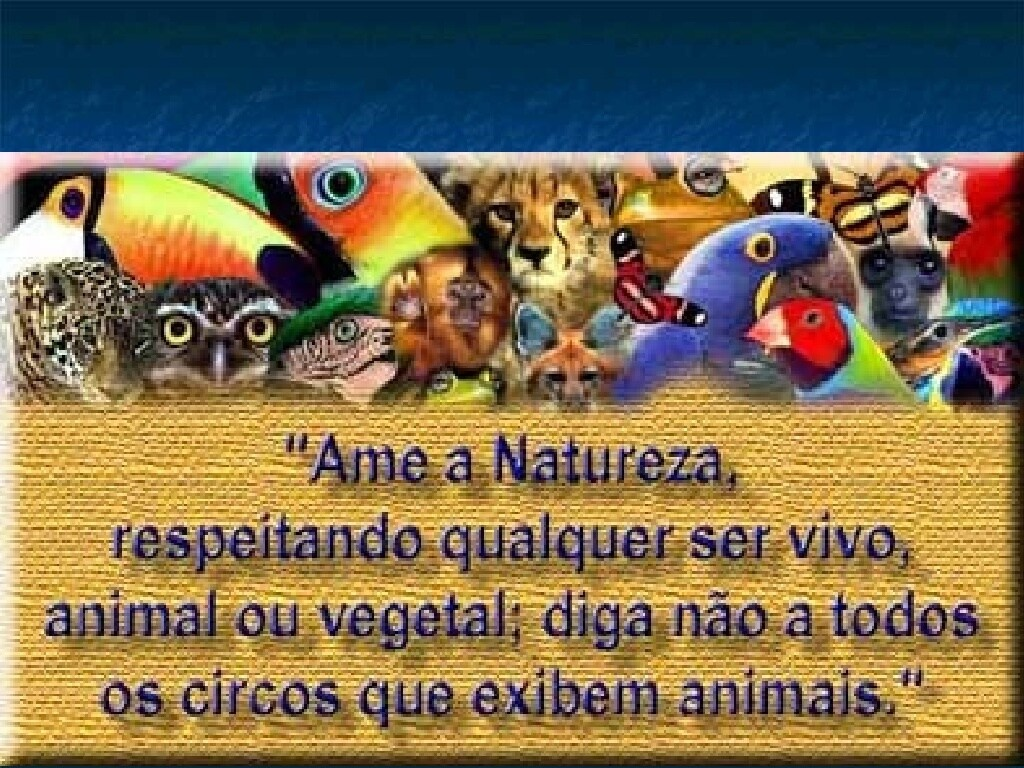 "Ame a Natureza,
respeitando qualquer ser vivo,
animal ou vegetal; diga não a todos
os circos que exibem animais."